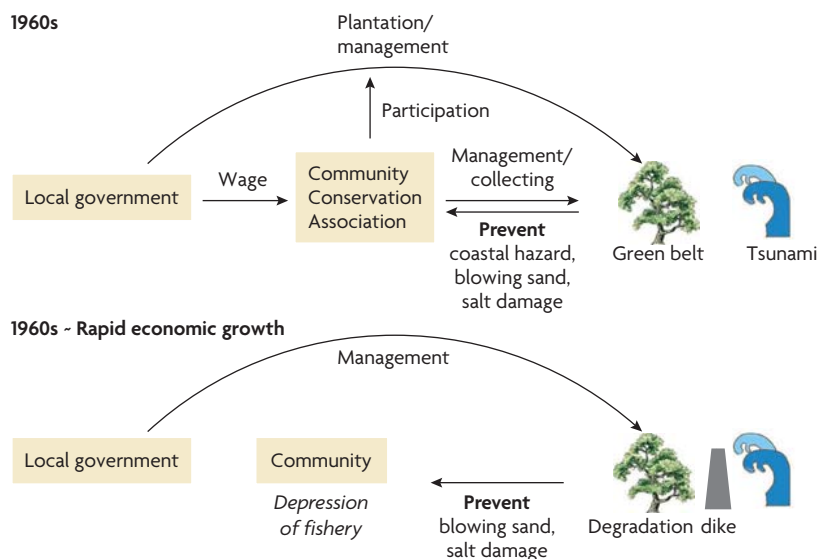 1960s
Plantation/
management
Participation
Local government
Wage
Community
Conservation
Association
Management/
collecting
Prevent
coastal hazard,
blowing sand,
salt damage
Green belt
Tsunami
1960s ~ Rapid economic growth
Management
Local government
Community
Depression
of fishery
Prevent
blowing sand,
salt damage
Degradation dike